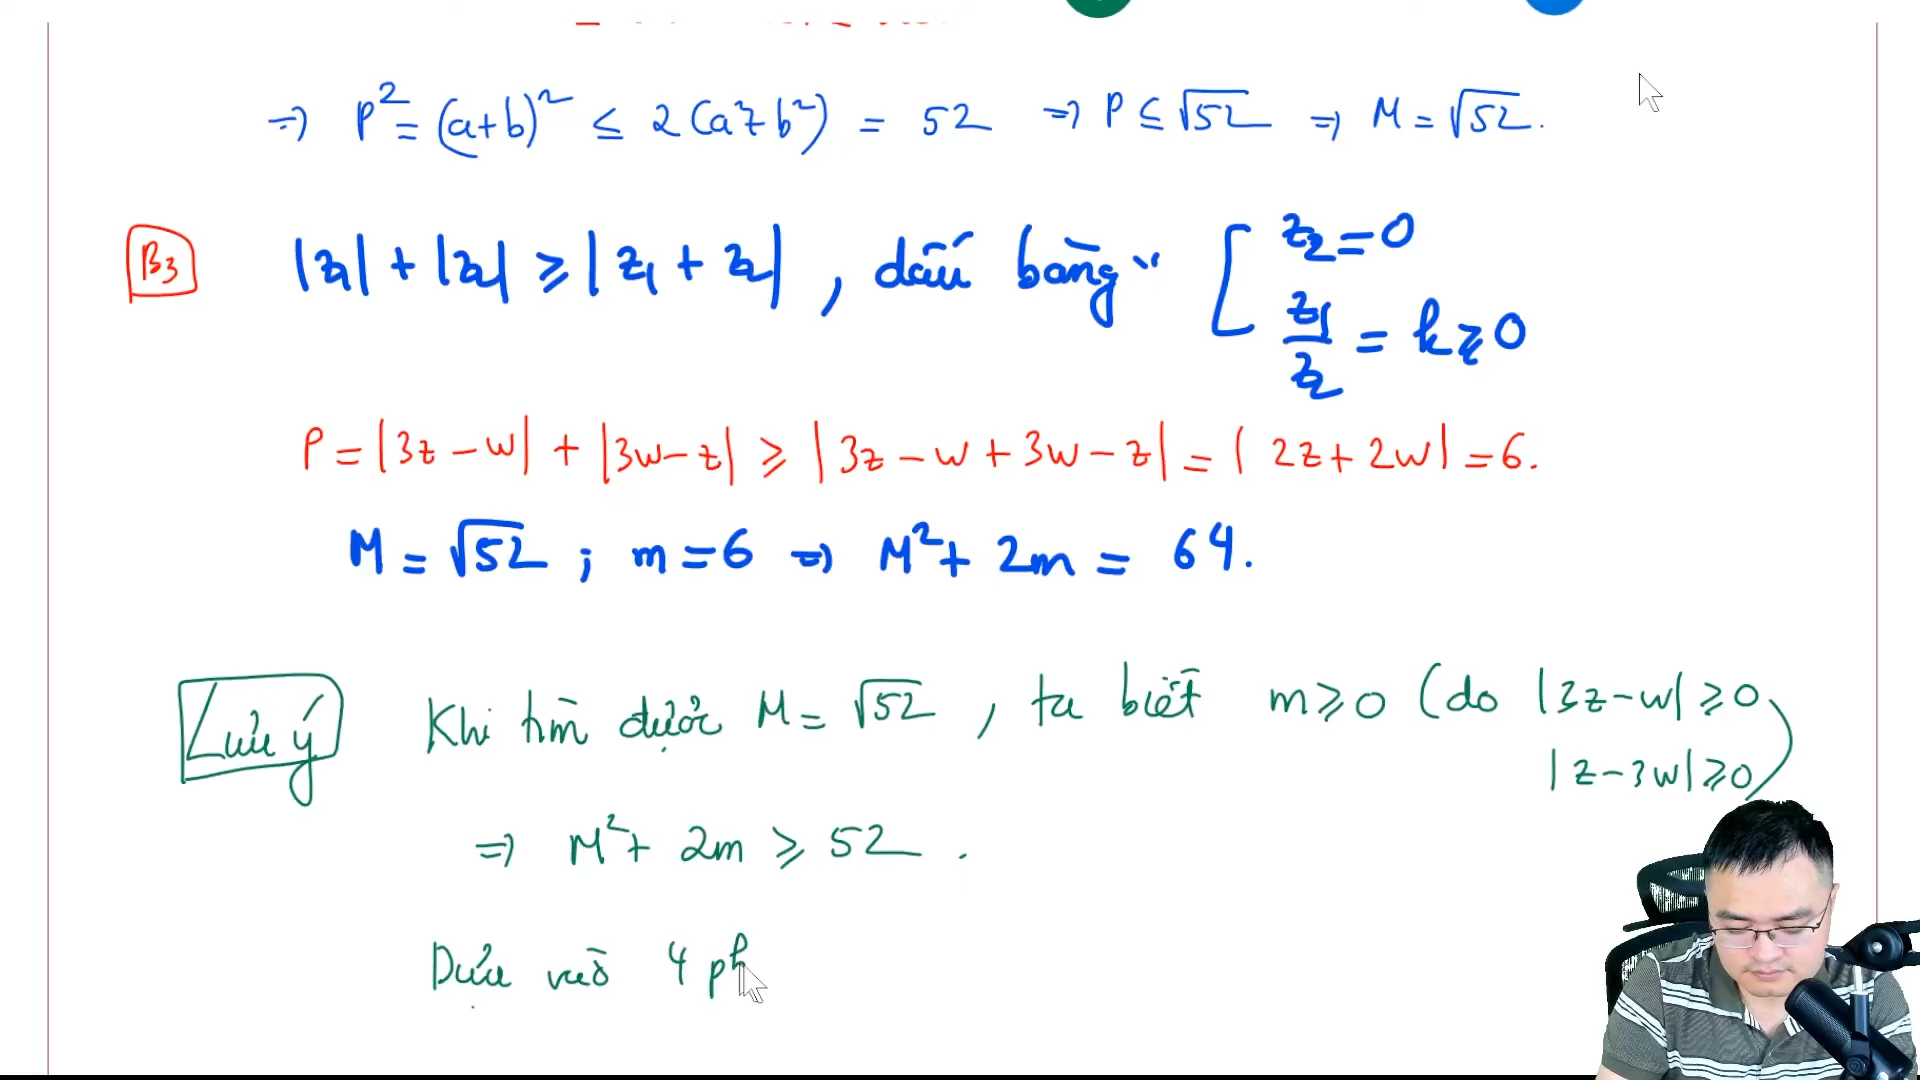 => P² = (a+b)² ≤ 2(a²+b²) = 52 => P ≤ √52 => M = √52.
B3 |z1| + |z2| ≥ |z1 + z2| , dấu bằng " [ z2 = 0
z1/z2 = k ≥ 0
P = |3z - w| + |3w - z| ≥ |3z - w + 3w - z| = | 2z + 2w| = 6.
M = √52 ; m = 6 => M² + 2m = 64.
Lưu ý Khi tìm được M = √52 , ta biết m ≥ 0 (do |3z - w| ≥ 0,
|z - 3w| ≥ 0)
=> M² + 2m ≥ 52 .
Dựa vào 4 ph